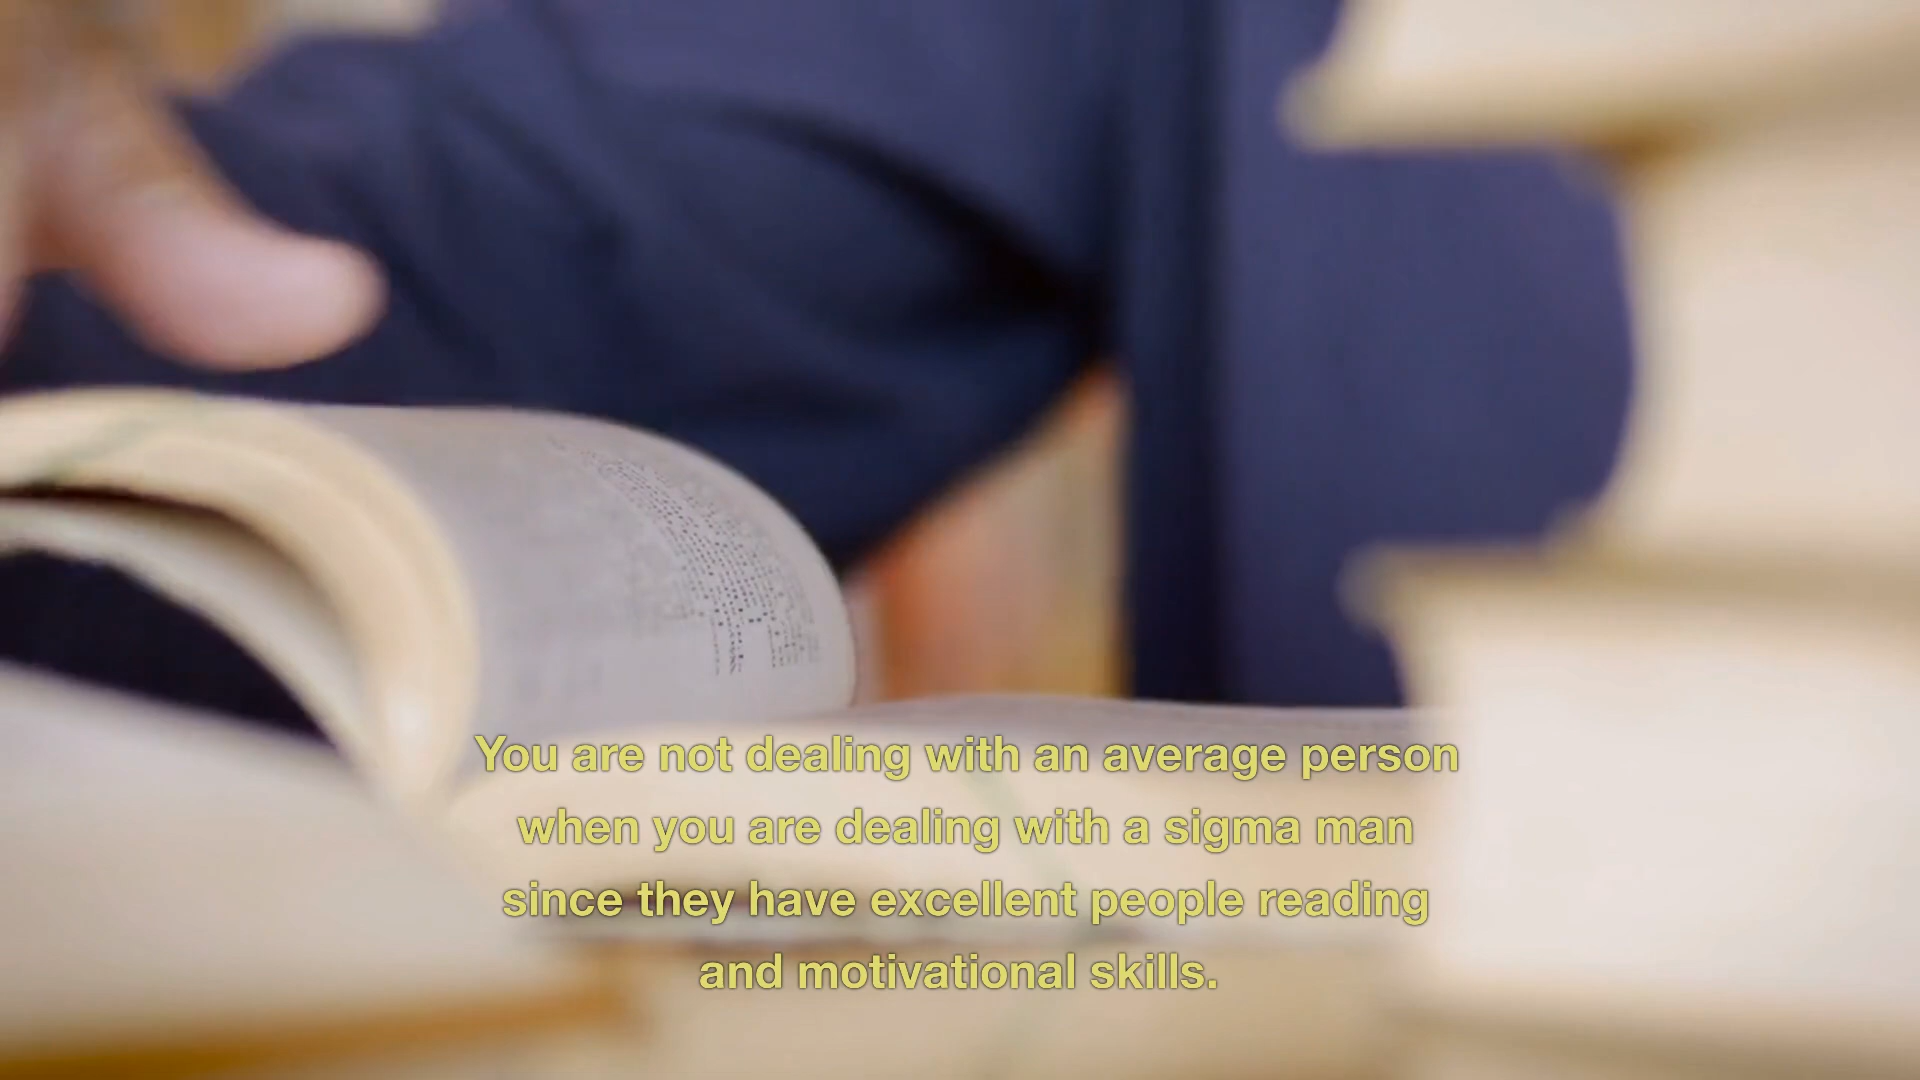 You are not dealing with an average person
when you are dealing with a sigma man
since they have excellent people reading
and motivational skills.